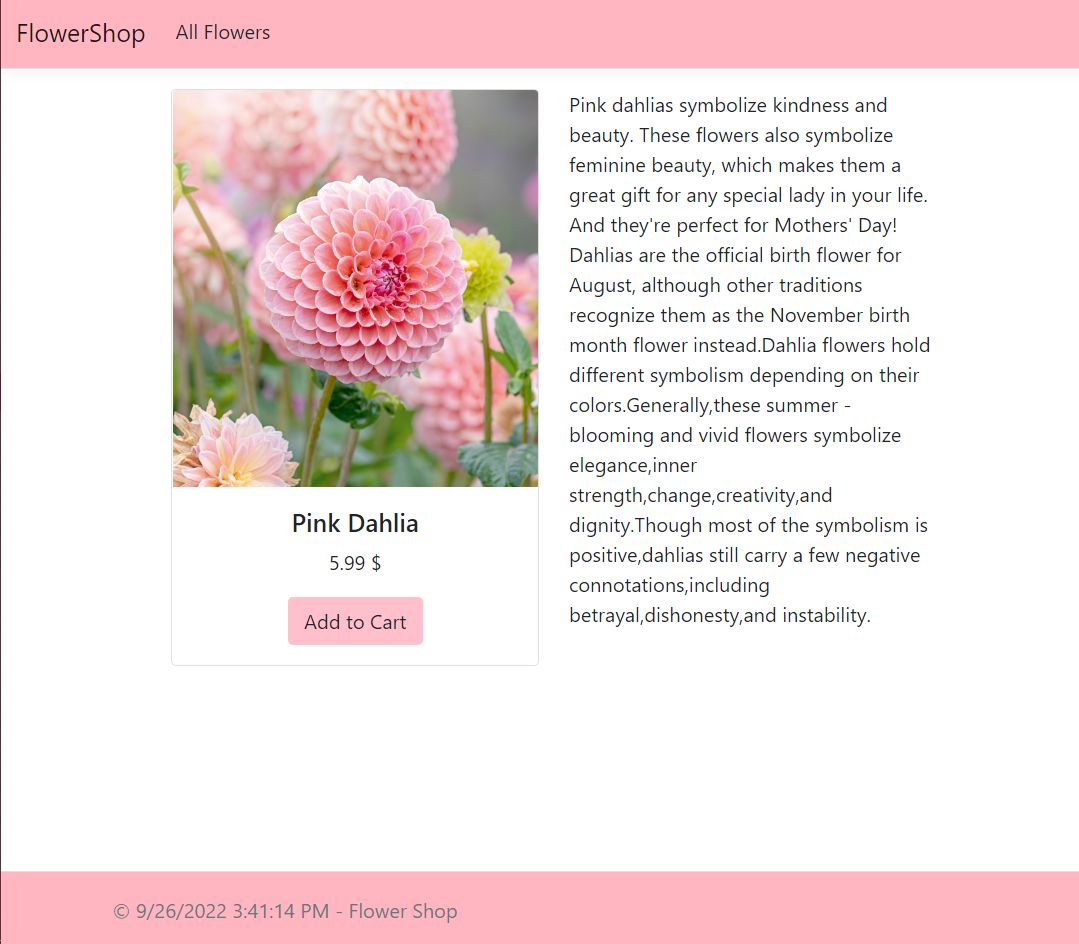 FlowerShop All Flowers
Pink dahlias symbolize kindness and
beauty. These flowers also symbolize
feminine beauty, which makes them a
great gift for any special lady in your life.
And they're perfect for Mothers' Day!
Dahlias are the official birth flower for
August, although other traditions
recognize them as the November birth
month flower instead.Dahlia flowers hold
different symbolism depending on their
colors.Generally,these summer -
blooming and vivid flowers symbolize
elegance,inner
strength,change,creativity,and
dignity.Though most of the symbolism is
positive,dahlias still carry a few negative
connotations,including
betrayal,dishonesty,and instability.
Pink Dahlia
5.99 $
Add to Cart
© 9/26/2022 3:41:14 PM - Flower Shop